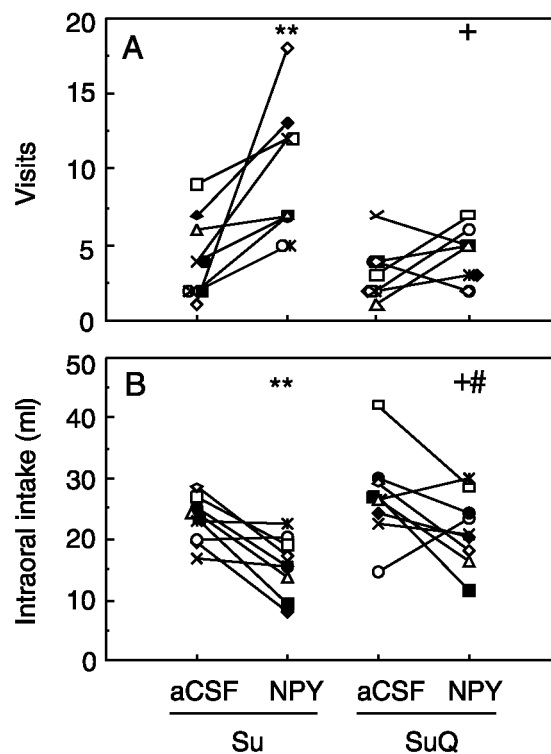 20
A
**
+
15
Visits
10
5
0
50
B
**
+#
40
Intraoral intake (ml)
30
20
10
0
aCSF NPY aCSF NPY
Su SuQ